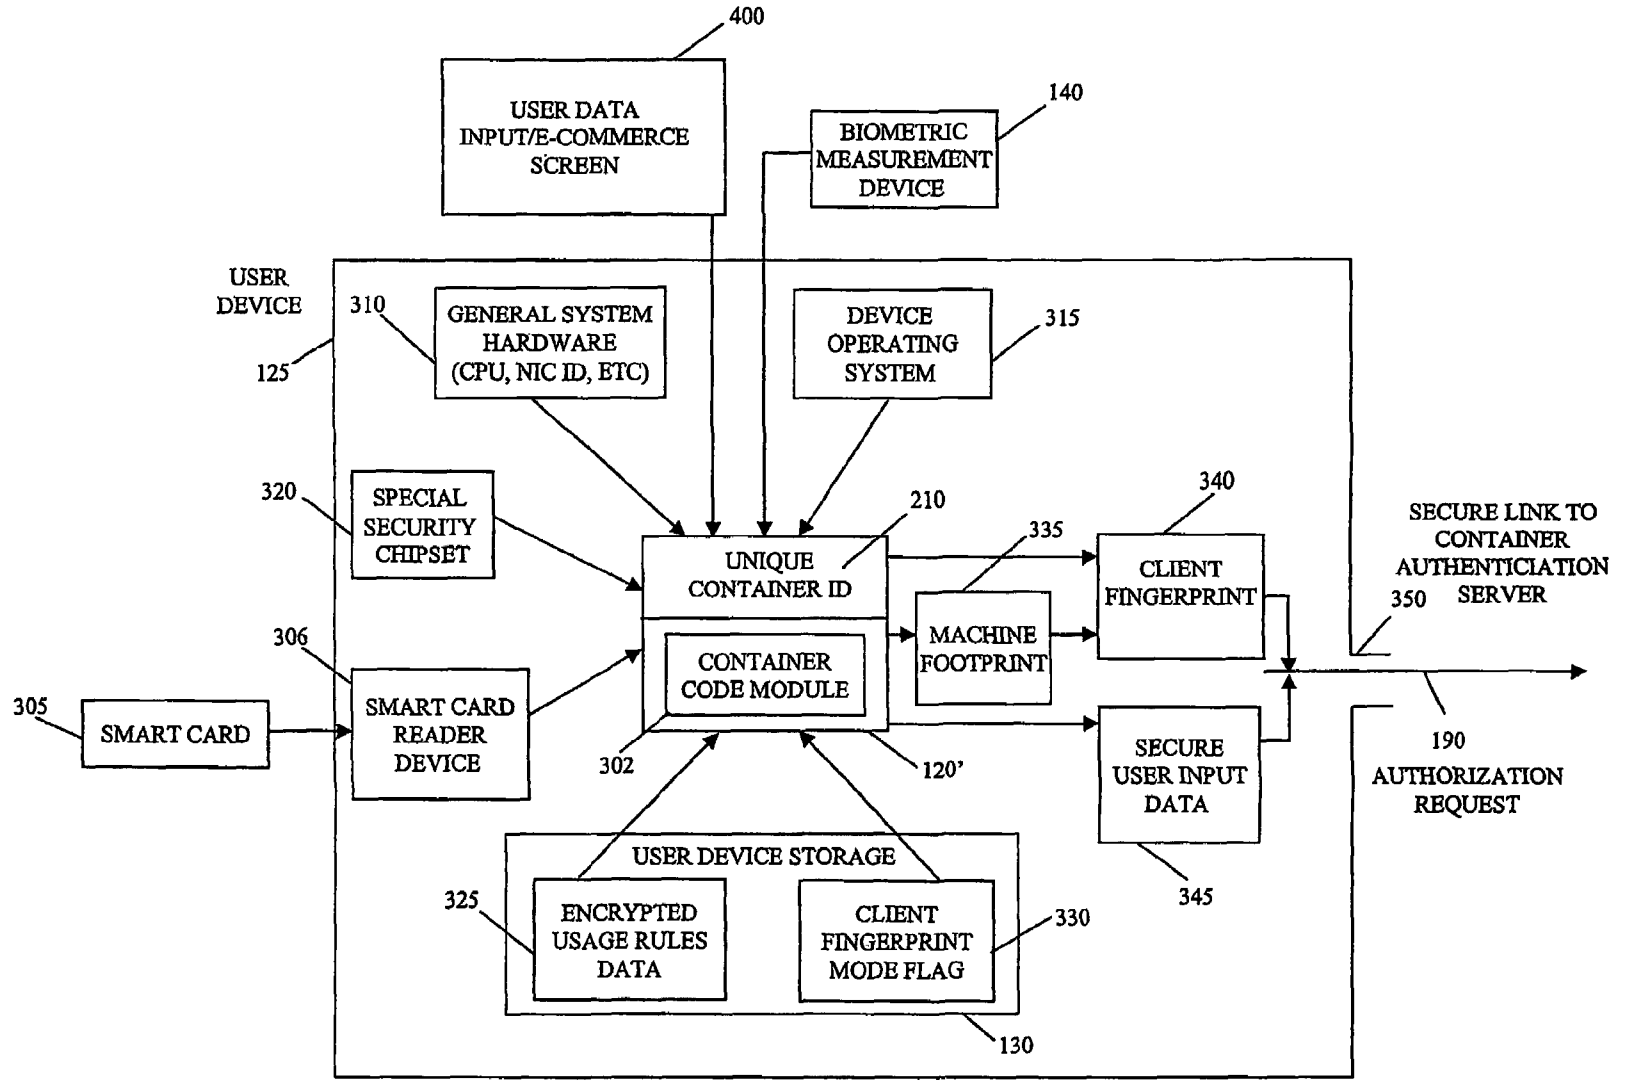 400
USER DATA
INPUT/E-COMMERCE
SCREEN
140
BIOMETRIC
MEASUREMENT
DEVICE
USER
DEVICE
125
310
GENERAL SYSTEM
HARDWARE
(CPU, NIC ID, ETC)
DEVICE
OPERATING
SYSTEM
315
320
SPECIAL
SECURITY
CHIPSET
210
UNIQUE
CONTAINER ID
335
340
CLIENT
FINGERPRINT
SECURE LINK TO
CONTAINER
AUTHENTICIATION
SERVER
350
306
SMART CARD
READER
DEVICE
305
SMART CARD
CONTAINER
CODE MODULE
302
120'
MACHINE
FOOTPRINT
SECURE
USER INPUT
DATA
345
190
AUTHORIZATION
REQUEST
USER DEVICE STORAGE
325
ENCRYPTED
USAGE RULES
DATA
CLIENT
FINGERPRINT
MODE FLAG
330
130